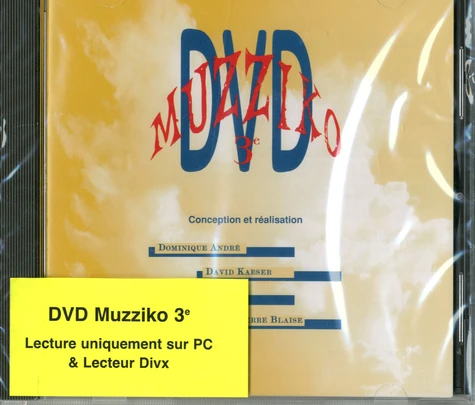 DVD
MUZZIKO
3e
Conception et réalisation
DOMINIQUE ANDRÉ
DAVID KAESER
BLAISE
DVD Muzziko 3e
Lecture uniquement sur PC
& Lecteur Divx